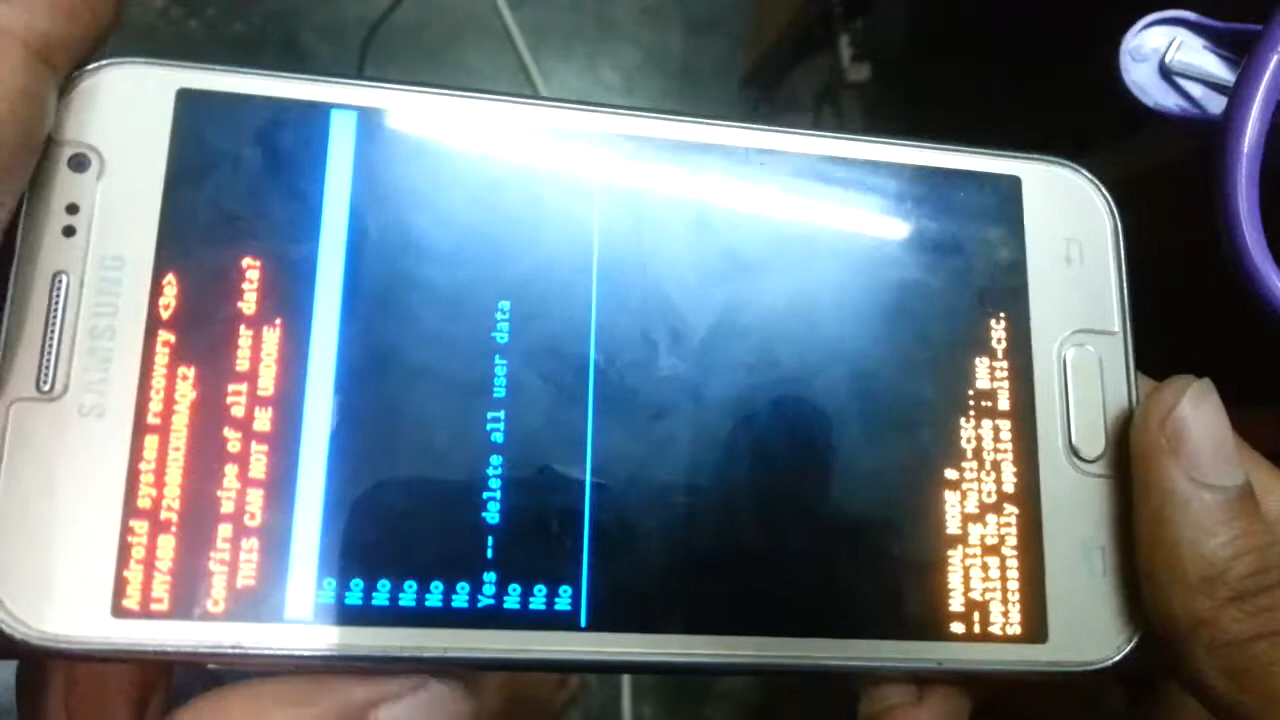 SAMSUNG
Android system recovery <3e>
LMY48B.J200HXXU0AQK2
Confirm wipe of all user data?
THIS CAN NOT BE UNDONE.
No
No
No
No
No
No
Yes -- delete all user data
No
No
No
# MANUAL MODE #
-- Appling Multi-CSC...
Applied the CSC-code : BNG
Successfully applied multi-CSC.